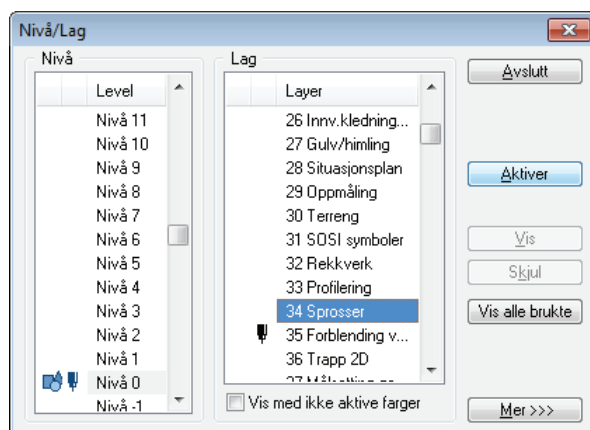 Nivå/Lag
Nivå
Level
Nivå 11
Nivå 10
Nivå 9
Nivå 8
Nivå 7
Nivå 6
Nivå 5
Nivå 4
Nivå 3
Nivå 2
Nivå 1
Nivå 0
Nivå -1
Lag
Layer
26 Innv.kledning...
27 Gulv/himling
28 Situasjonsplan
29 Oppmåling
30 Terreng
31 SOSI symboler
32 Rekkverk
33 Profilering
34 Sprosser
35 Forblending v...
36 Trapp 2D
Vis med ikke aktive farger
Avslutt
Aktiver
Vis
Skjul
Vis alle brukte
Mer >>>